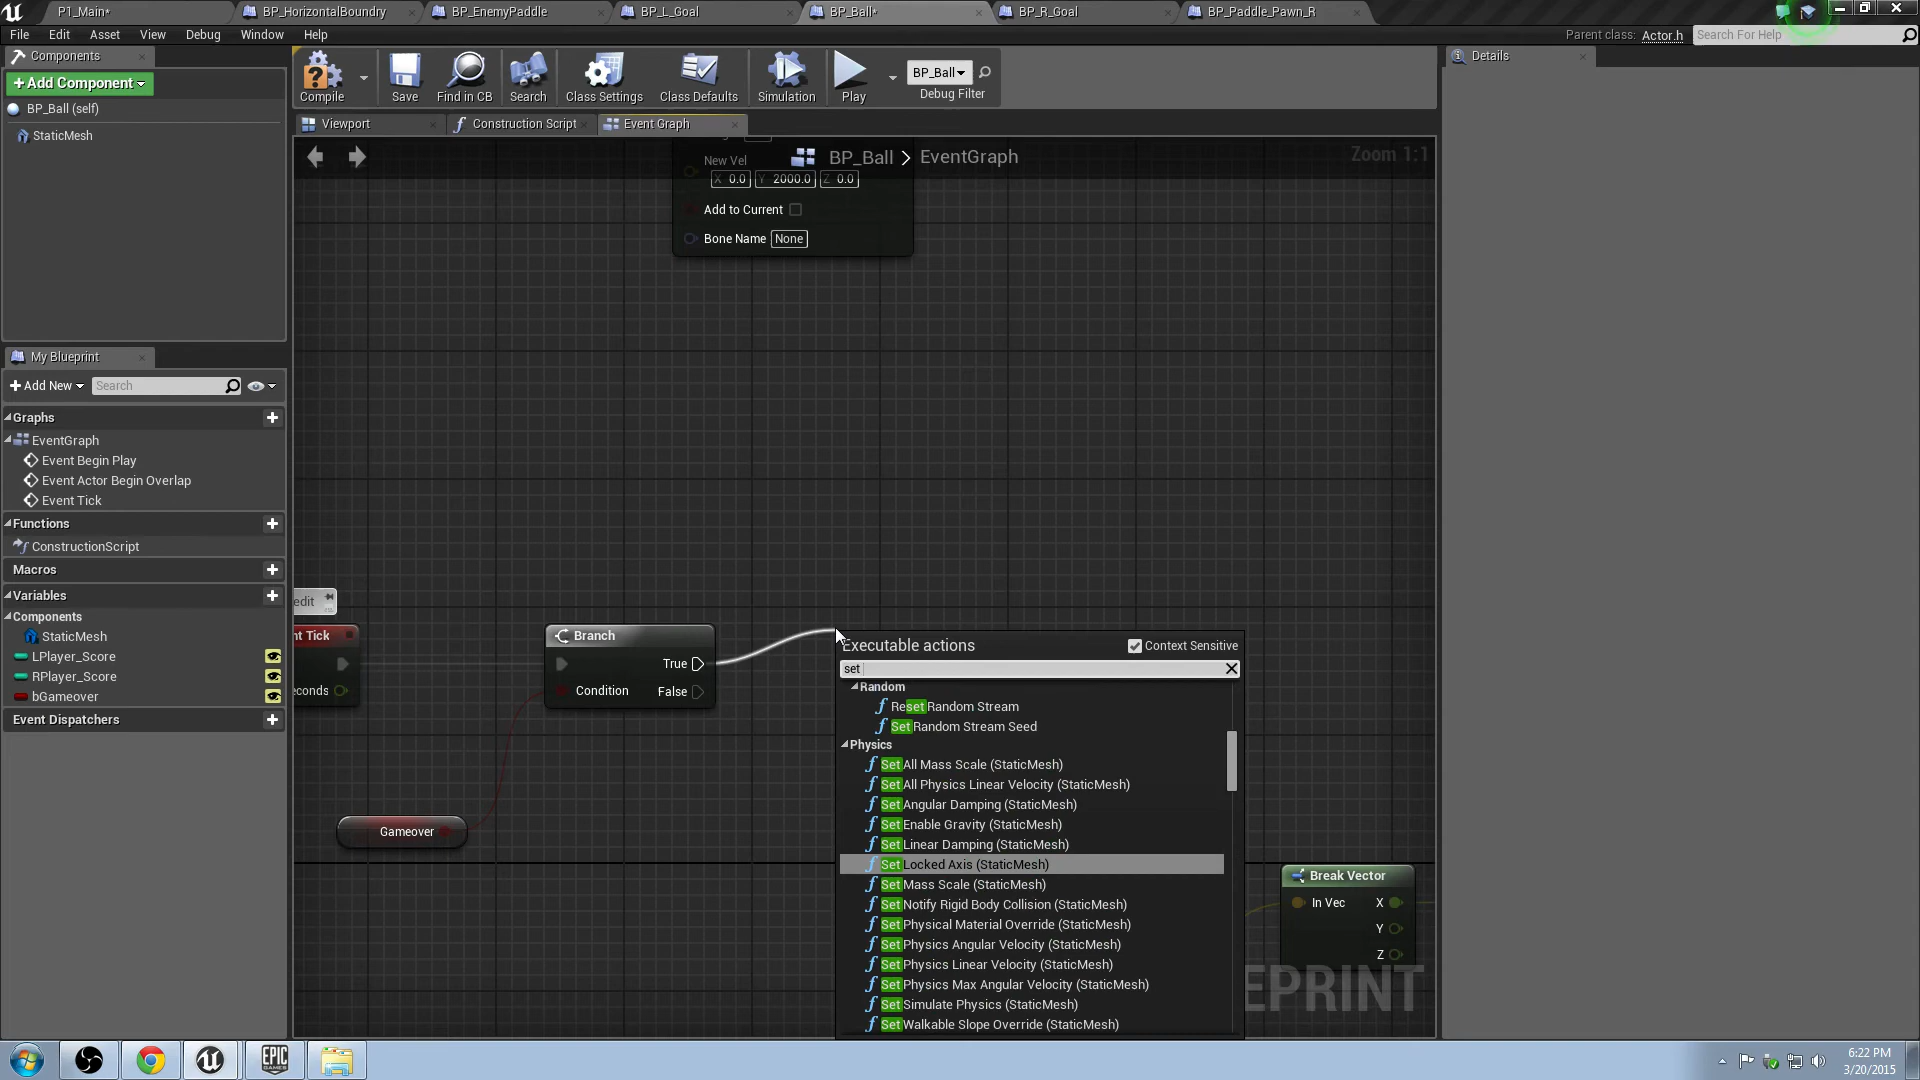 P1_Main*
BP_HorizontalBoundry
BP_EnemyPaddle
BP_L_Goal
BP_Ball*
BP_R_Goal
BP_Paddle_Pawn_R
File
Edit
Asset
View
Debug
Window
Help
Parent class: Actor.h
Search For Help
Components
+ Add Component
BP_Ball (self)
StaticMesh
Compile
Save
Find in CB
Search
Class Settings
Class Defaults
Simulation
Play
BP_Ball
Debug Filter
Details
Viewport
Construction Script
Event Graph
BP_Ball > EventGraph
Zoom 1:1
New Vel
X 0.0 Y 2000.0 Z 0.0
Add to Current
Bone Name None
My Blueprint
+ Add New
Search
Graphs
EventGraph
Event Begin Play
Event Actor Begin Overlap
Event Tick
Functions
ConstructionScript
Macros
Variables
Components
StaticMesh
LPlayer_Score
RPlayer_Score
bGameover
Event Dispatchers
edit
nt Tick
econds
Branch
True
Condition
False
Gameover
Executable actions
Context Sensitive
set
Random
Reset Random Stream
Set Random Stream Seed
Physics
Set All Mass Scale (StaticMesh)
Set All Physics Linear Velocity (StaticMesh)
Set Angular Damping (StaticMesh)
Set Enable Gravity (StaticMesh)
Set Linear Damping (StaticMesh)
Set Locked Axis (StaticMesh)
Set Mass Scale (StaticMesh)
Set Notify Rigid Body Collision (StaticMesh)
Set Physical Material Override (StaticMesh)
Set Physics Angular Velocity (StaticMesh)
Set Physics Linear Velocity (StaticMesh)
Set Physics Max Angular Velocity (StaticMesh)
Set Simulate Physics (StaticMesh)
Set Walkable Slope Override (StaticMesh)
Break Vector
In Vec
X
Y
Z
EPRINT
EPIC GAMES
6:22 PM
3/20/2015